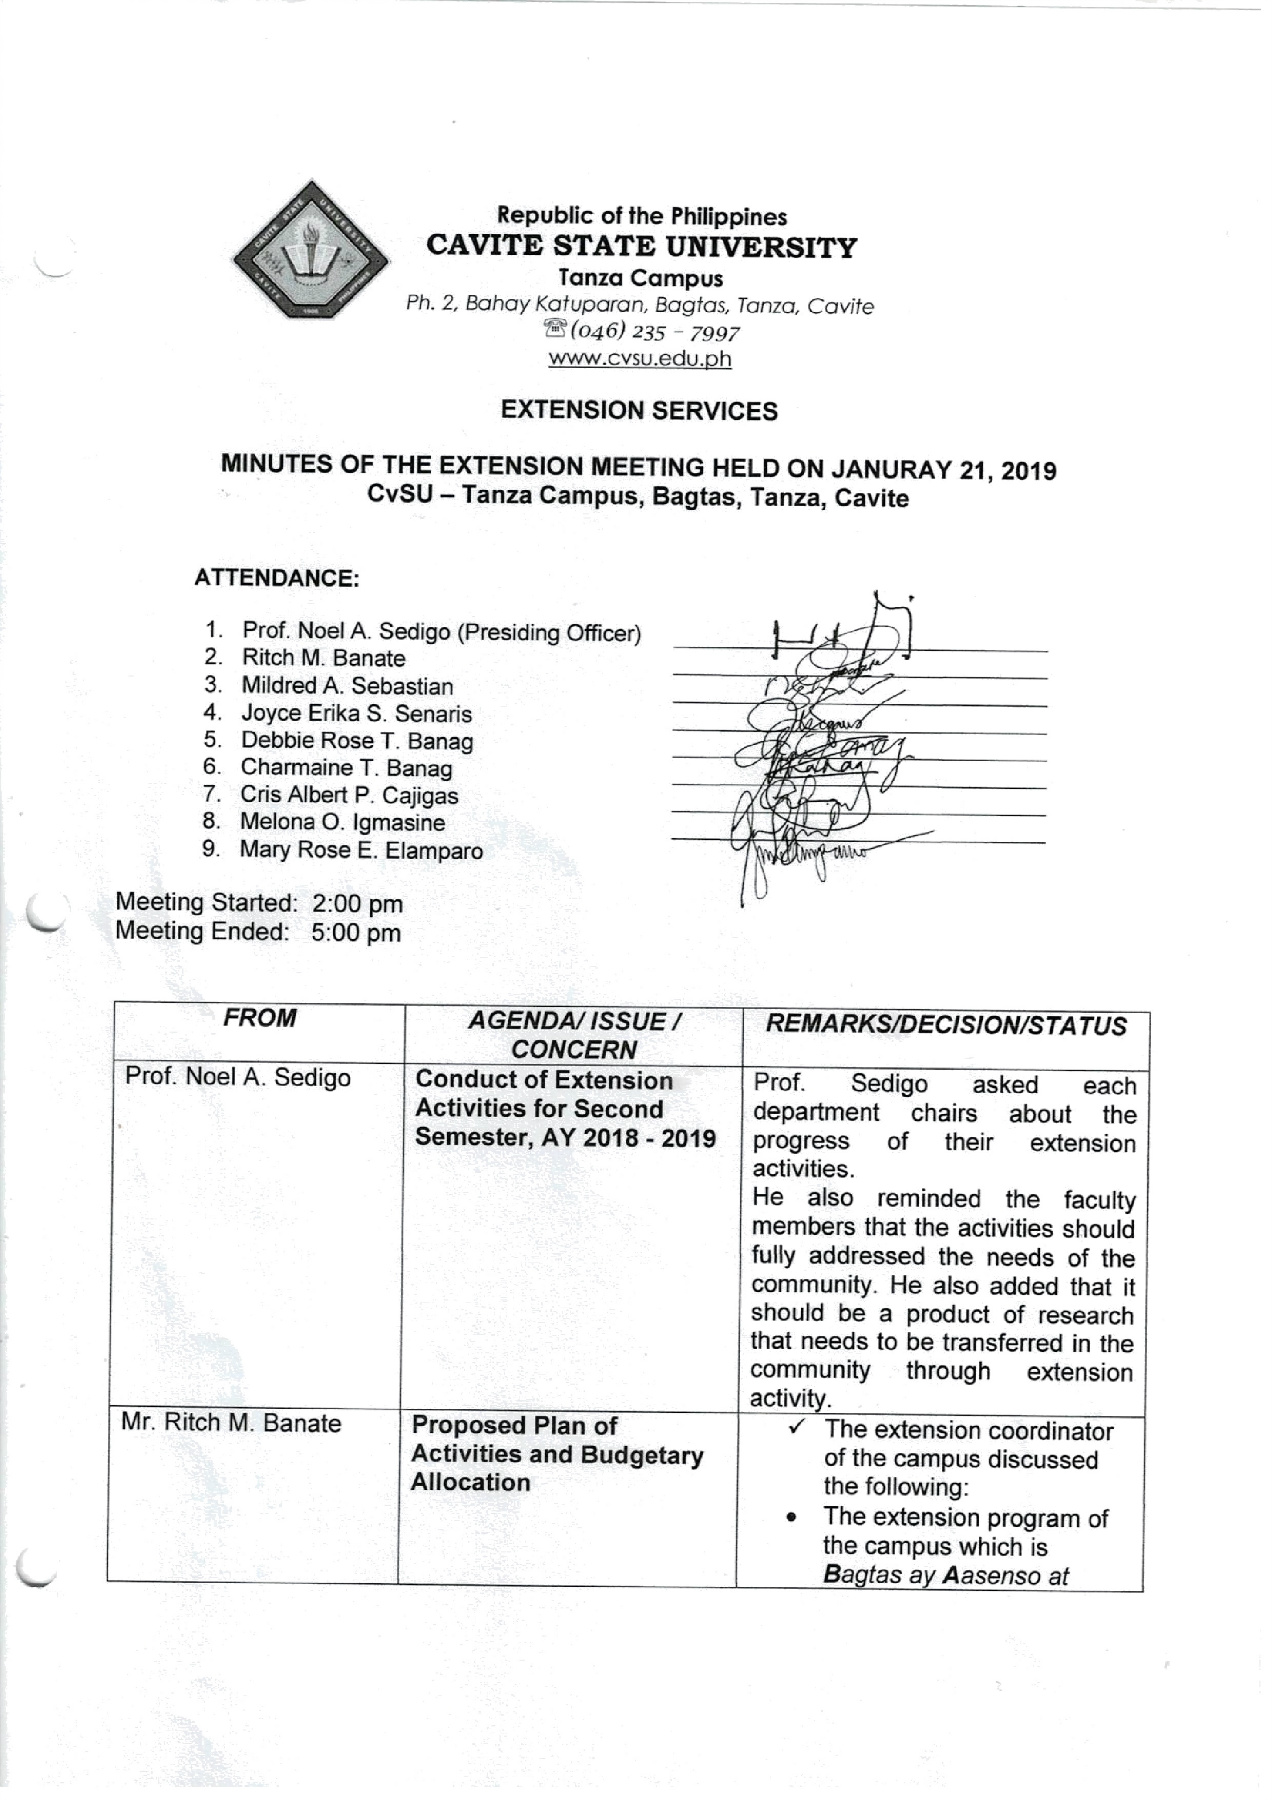 CAVITE STATE UNIVERSITY
CAVITE PHILIPPINES
1906
Republic of the Philippines
CAVITE STATE UNIVERSITY
Tanza Campus
Ph. 2, Bahay Katuparan, Bagtas, Tanza, Cavite
☏(046) 235 – 7997
www.cvsu.edu.ph
EXTENSION SERVICES
MINUTES OF THE EXTENSION MEETING HELD ON JANURAY 21, 2019
CvSU – Tanza Campus, Bagtas, Tanza, Cavite
ATTENDANCE:
1. Prof. Noel A. Sedigo (Presiding Officer)
2. Ritch M. Banate
3. Mildred A. Sebastian
4. Joyce Erika S. Senaris
5. Debbie Rose T. Banag
6. Charmaine T. Banag
7. Cris Albert P. Cajigas
8. Melona O. Igmasine
9. Mary Rose E. Elamparo
Meeting Started: 2:00 pm
Meeting Ended: 5:00 pm
FROM
AGENDA/ ISSUE /
CONCERN
REMARKS/DECISION/STATUS
Prof. Noel A. Sedigo
Conduct of Extension
Activities for Second
Semester, AY 2018 - 2019
Prof. Sedigo asked each
department chairs about the
progress of their extension
activities.
He also reminded the faculty
members that the activities should
fully addressed the needs of the
community. He also added that it
should be a product of research
that needs to be transferred in the
community through extension
activity.
Mr. Ritch M. Banate
Proposed Plan of
Activities and Budgetary
Allocation
✓ The extension coordinator
of the campus discussed
the following:
• The extension program of
the campus which is
Bagtas ay Aasenso at